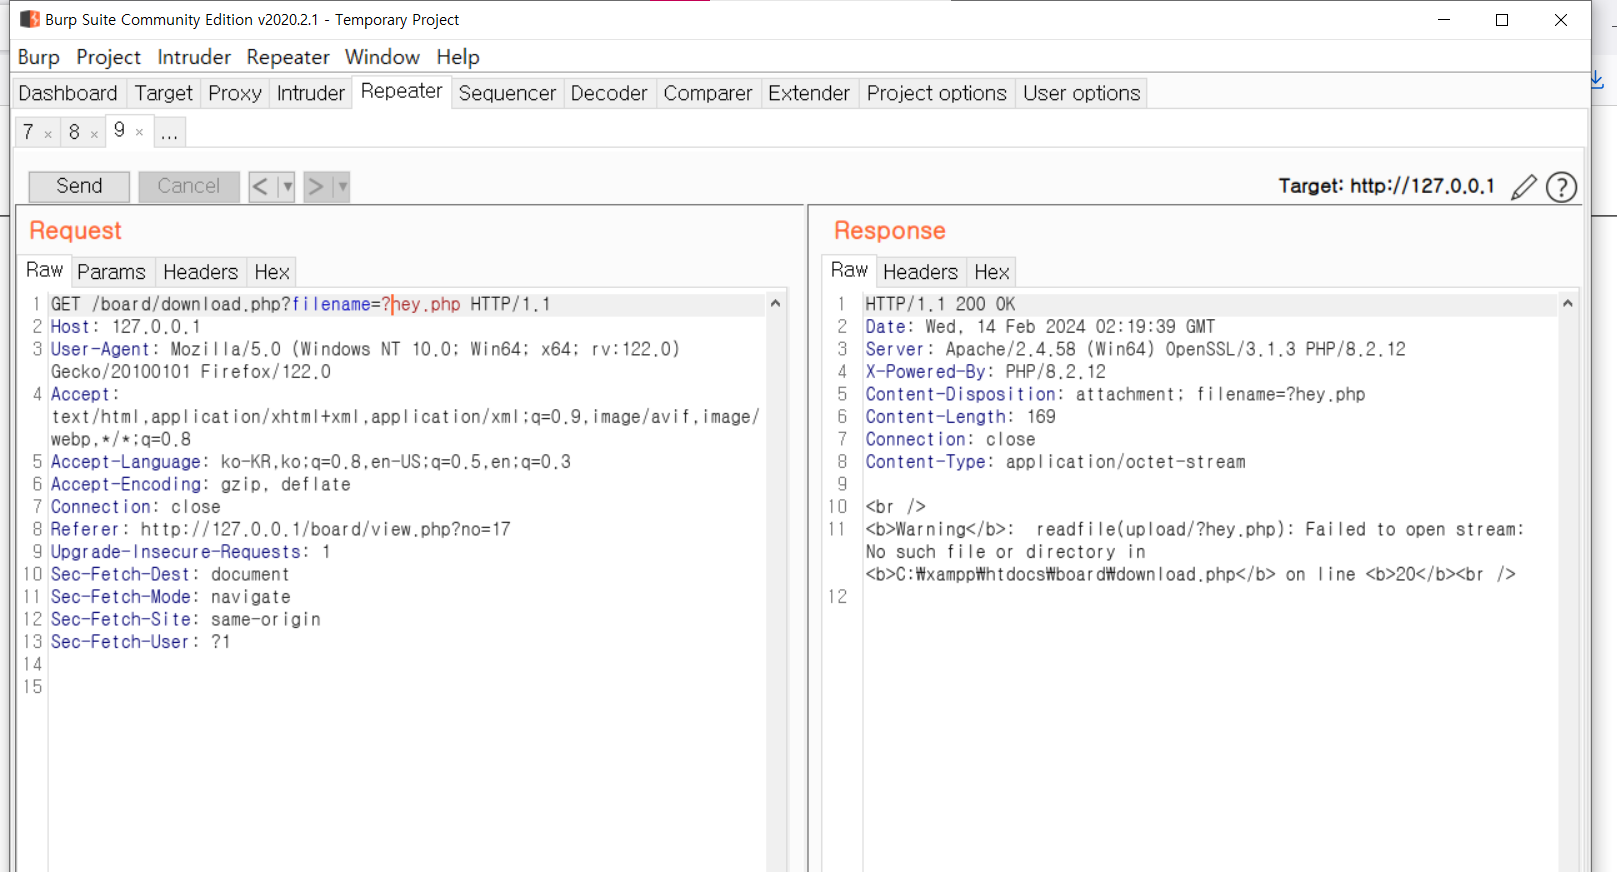 Burp Suite Community Edition v2020.2.1 - Temporary Project
Burp Project Intruder Repeater Window Help
Dashboard Target Proxy Intruder Repeater Sequencer Decoder Comparer Extender Project options User options
7 × 8 × 9 × ...
Send Cancel < ▼ > ▼ Target: http://127.0.0.1 ?
Request
Raw Params Headers Hex
1 GET /board/download.php?filename=?hey.php HTTP/1.1
2 Host: 127.0.0.1
3 User-Agent: Mozilla/5.0 (Windows NT 10.0; Win64; x64; rv:122.0)
Gecko/20100101 Firefox/122.0
4 Accept:
text/html,application/xhtml+xml,application/xml;q=0.9,image/avif,image/
webp,*/*;q=0.8
5 Accept-Language: ko-KR,ko;q=0.8,en-US;q=0.5,en;q=0.3
6 Accept-Encoding: gzip, deflate
7 Connection: close
8 Referer: http://127.0.0.1/board/view.php?no=17
9 Upgrade-Insecure-Requests: 1
10 Sec-Fetch-Dest: document
11 Sec-Fetch-Mode: navigate
12 Sec-Fetch-Site: same-origin
13 Sec-Fetch-User: ?1
14
15
Response
Raw Headers Hex
1 HTTP/1.1 200 OK
2 Date: Wed, 14 Feb 2024 02:19:39 GMT
3 Server: Apache/2.4.58 (Win64) OpenSSL/3.1.3 PHP/8.2.12
4 X-Powered-By: PHP/8.2.12
5 Content-Disposition: attachment; filename=?hey.php
6 Content-Length: 169
7 Connection: close
8 Content-Type: application/octet-stream
9
10 <br />
11 <b>Warning</b>:  readfile(upload/?hey.php): Failed to open stream:
No such file or directory in
<b>C:₩xampp₩htdocs₩board₩download.php</b> on line <b>20</b><br />
12